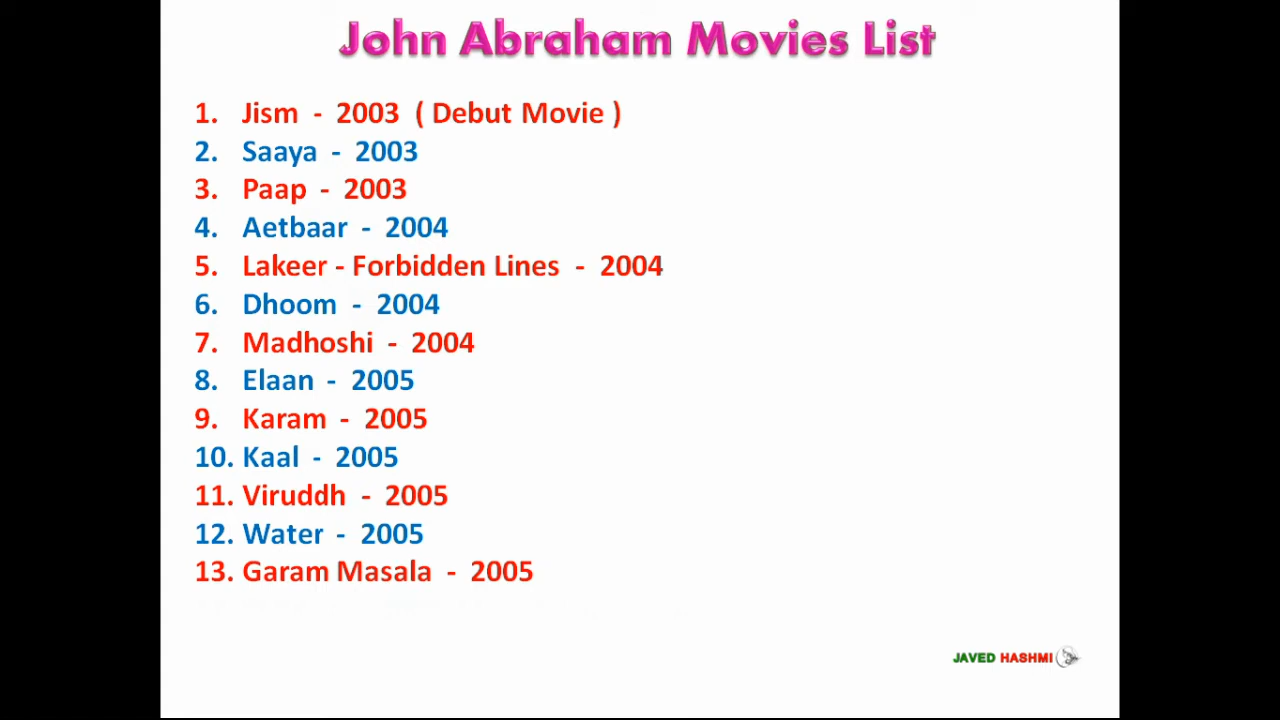 John Abraham Movies List
1. Jism - 2003 ( Debut Movie )
2. Saaya - 2003
3. Paap - 2003
4. Aetbaar - 2004
5. Lakeer - Forbidden Lines - 2004
6. Dhoom - 2004
7. Madhoshi - 2004
8. Elaan - 2005
9. Karam - 2005
10. Kaal - 2005
11. Viruddh - 2005
12. Water - 2005
13. Garam Masala - 2005
JAVED HASHMI